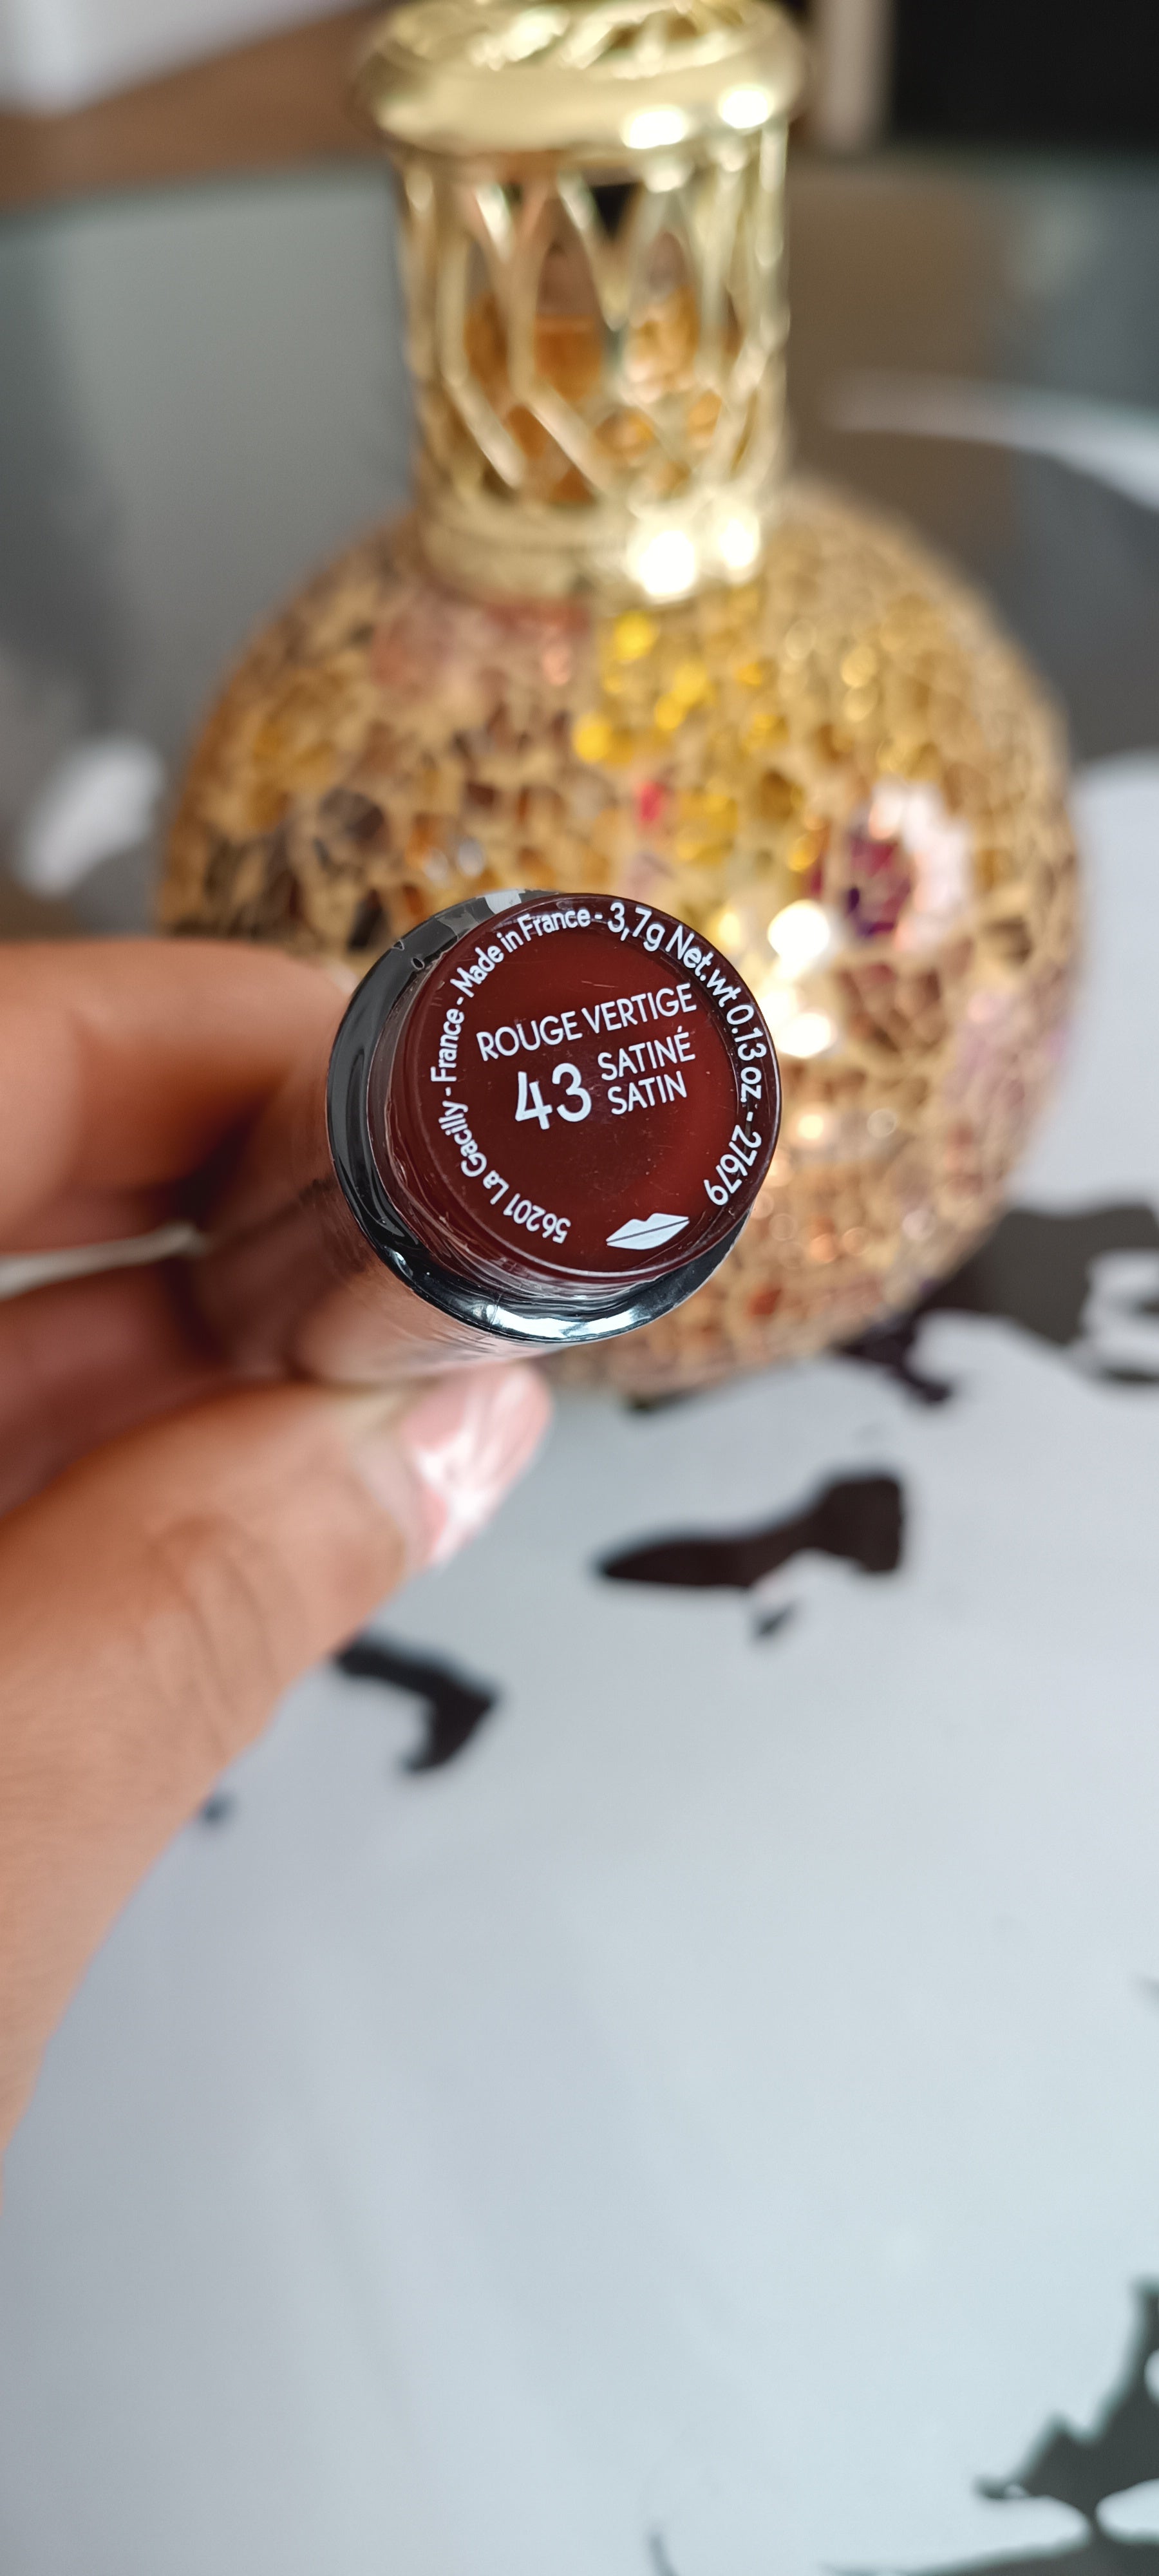 ROUGE VERTIGE
43 SATINÉ
SATIN
56201 La Gacilly - France - Made in France - 3,7g Net.wt 0.13 oz. - 27679